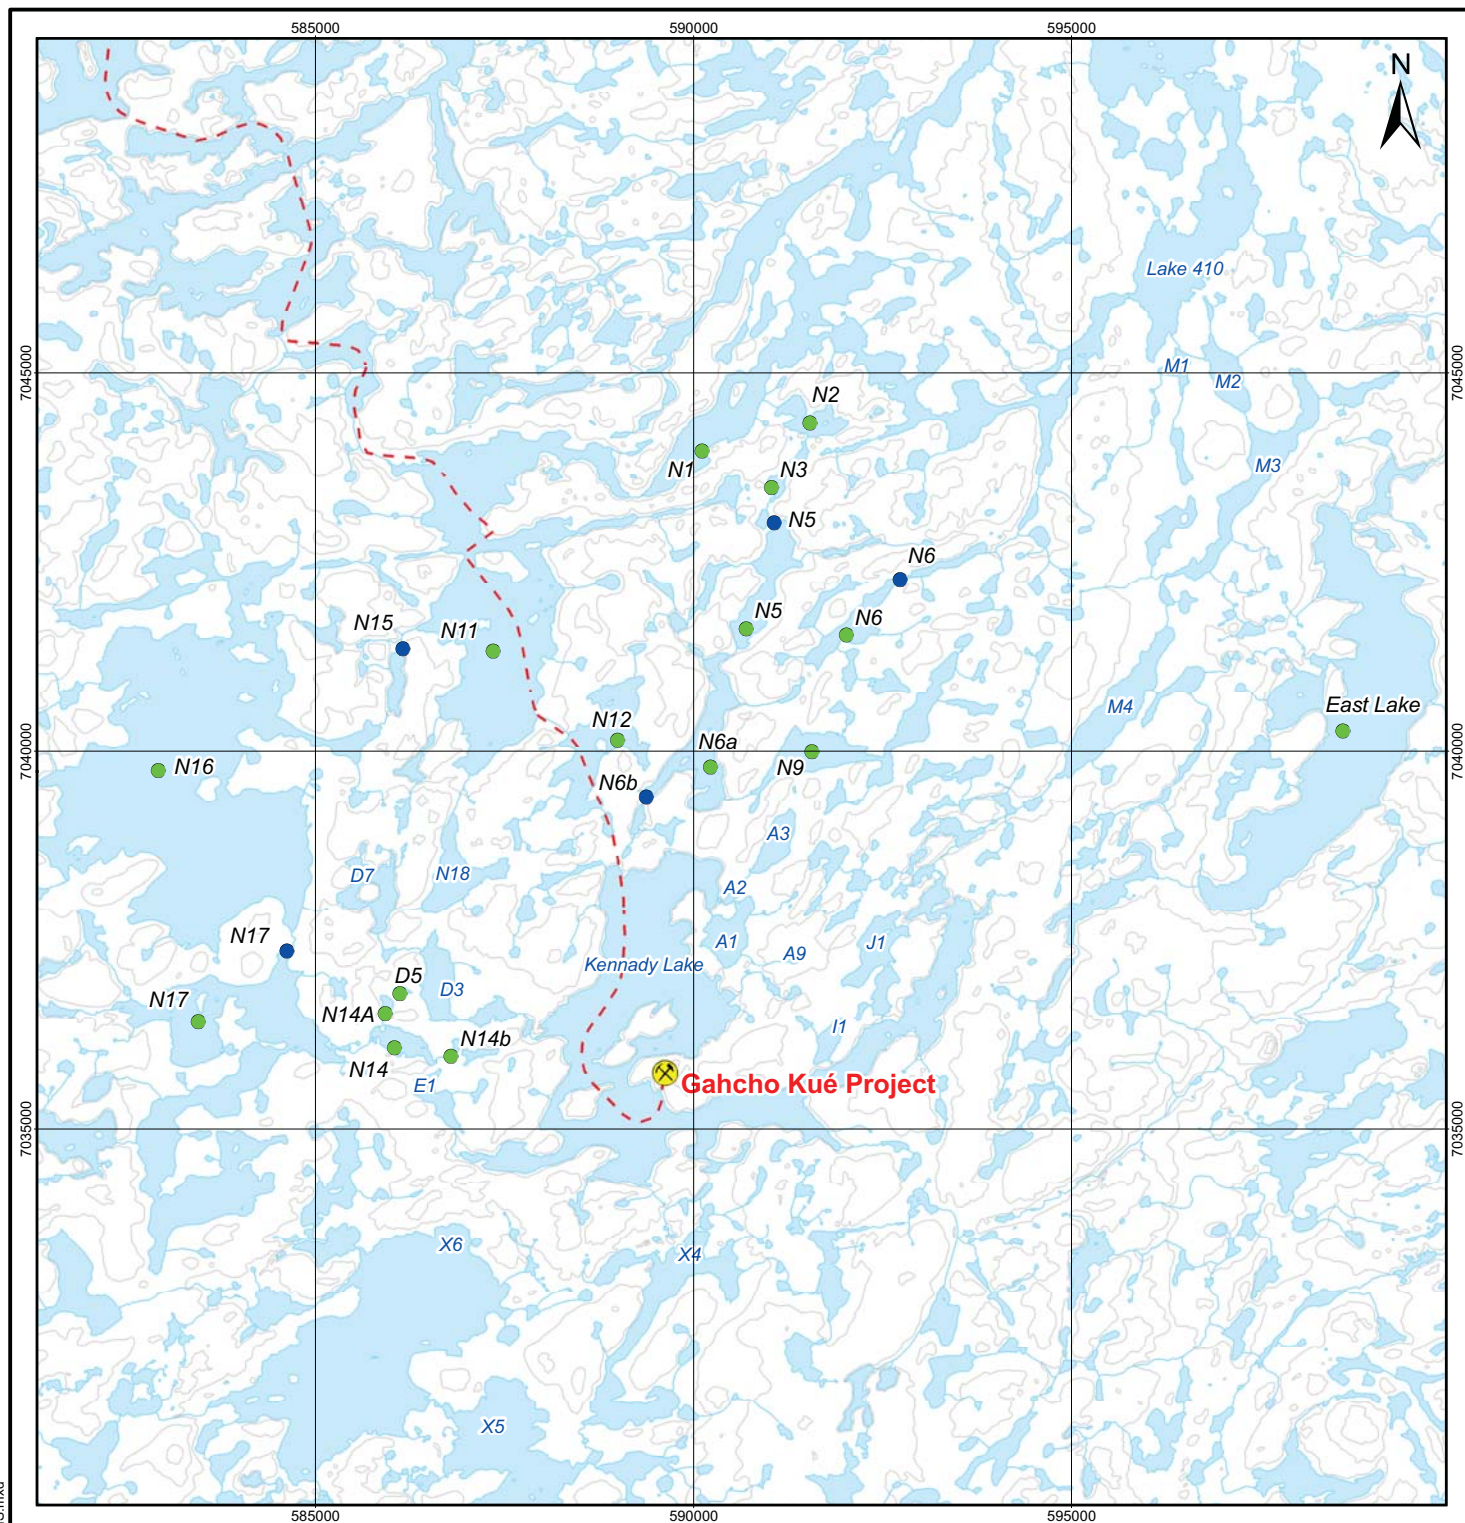 585000
590000
595000
N
Lake 410
7045000
7045000
M1
M2
N2
N1
N3
M3
N5
N6
N5
N6
N15
N11
M4
East Lake
N12
N6a
7040000
7040000
N16
N9
N6b
A3
D7
N18
A2
N17
A1
A9
J1
Kennady Lake
D5
D3
N17
N14A
I1
N14b
N14
E1
Gahcho Kué Project
7035000
7035000
X6
X4
X5
585000
590000
595000